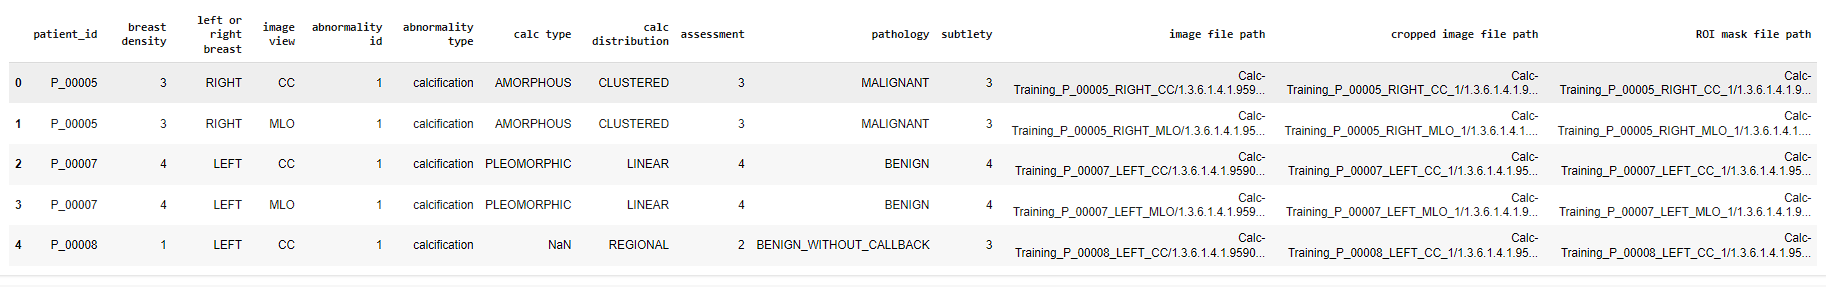 patient_id breast density left or right breast image view abnormality id abnormality type calc type calc distribution assessment pathology subtlety image file path cropped image file path ROI mask file path
0 P_00005 3 RIGHT CC 1 calcification AMORPHOUS CLUSTERED 3 MALIGNANT 3 Calc-Training_P_00005_RIGHT_CC/1.3.6.1.4.1.959... Calc-Training_P_00005_RIGHT_CC_1/1.3.6.1.4.1.9... Calc-Training_P_00005_RIGHT_CC_1/1.3.6.1.4.1.9...
1 P_00005 3 RIGHT MLO 1 calcification AMORPHOUS CLUSTERED 3 MALIGNANT 3 Calc-Training_P_00005_RIGHT_MLO/1.3.6.1.4.1.95... Calc-Training_P_00005_RIGHT_MLO_1/1.3.6.1.4.1.... Calc-Training_P_00005_RIGHT_MLO_1/1.3.6.1.4.1....
2 P_00007 4 LEFT CC 1 calcification PLEOMORPHIC LINEAR 4 BENIGN 4 Calc-Training_P_00007_LEFT_CC/1.3.6.1.4.1.9590... Calc-Training_P_00007_LEFT_CC_1/1.3.6.1.4.1.95... Calc-Training_P_00007_LEFT_CC_1/1.3.6.1.4.1.95...
3 P_00007 4 LEFT MLO 1 calcification PLEOMORPHIC LINEAR 4 BENIGN 4 Calc-Training_P_00007_LEFT_MLO/1.3.6.1.4.1.959... Calc-Training_P_00007_LEFT_MLO_1/1.3.6.1.4.1.9... Calc-Training_P_00007_LEFT_MLO_1/1.3.6.1.4.1.9...
4 P_00008 1 LEFT CC 1 calcification NaN REGIONAL 2 BENIGN_WITHOUT_CALLBACK 3 Calc-Training_P_00008_LEFT_CC/1.3.6.1.4.1.9590... Calc-Training_P_00008_LEFT_CC_1/1.3.6.1.4.1.95... Calc-Training_P_00008_LEFT_CC_1/1.3.6.1.4.1.95...